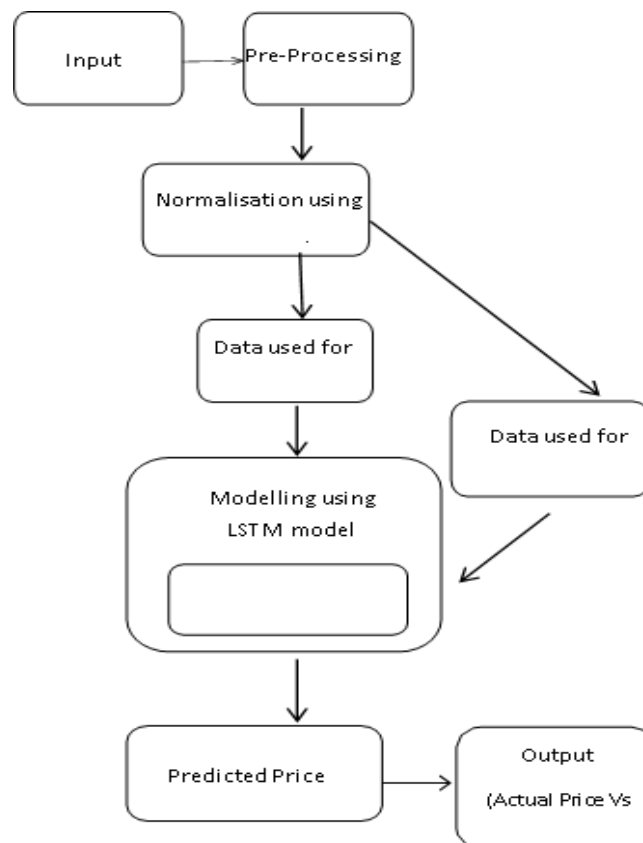 Input
Pre-Processing
Normalisation using
.
Data used for
Data used for
Modelling using
LSTM model
Predicted Price
Output
(Actual Price Vs